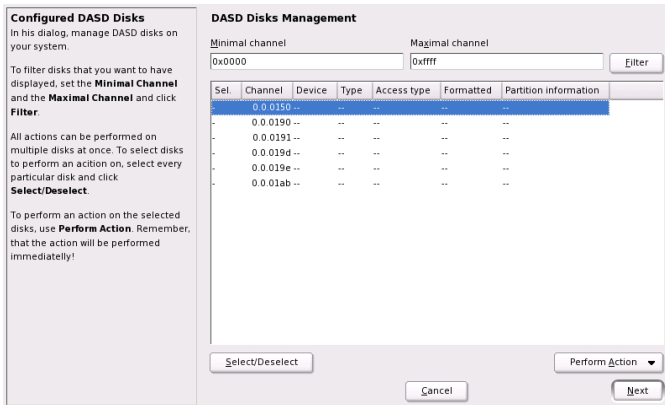 Configured DASD Disks
In his dialog, manage DASD disks on
your system.
To filter disks that you want to have
displayed, set the Minimal Channel
and the Maximal Channel and click
Filter.
All actions can be performed on
multiple disks at once. To select disks
to perform an acition on, select every
particular disk and click
Select/Deselect.
To perform an action on the selected
disks, use Perform Action. Remember,
that the action will be performed
immediatelly!
DASD Disks Management
Minimal channel Maximal channel
0x0000 0xffff Filter
Sel. Channel Device Type Access type Formatted Partition information
- 0.0.0150 -- -- -- -- --
- 0.0.0190 -- -- -- -- --
- 0.0.0191 -- -- -- -- --
- 0.0.019d -- -- -- -- --
- 0.0.019e -- -- -- -- --
- 0.0.01ab -- -- -- -- --
Select/Deselect Perform Action
Cancel Next